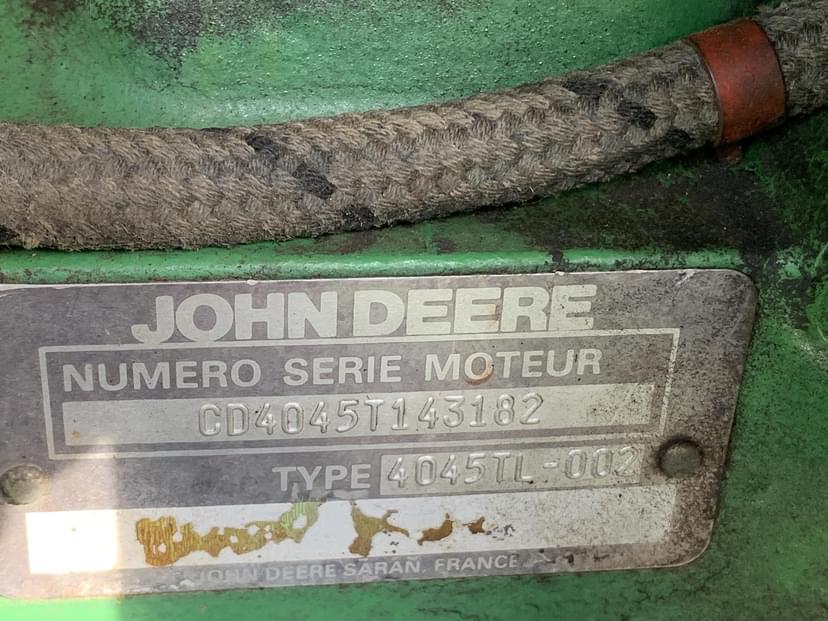 JOHN DEERE
NUMERO SERIE MOTEUR
CD4045T143182
TYPE 4045TL-002
JOHN DEERE SARAN, FRANCE